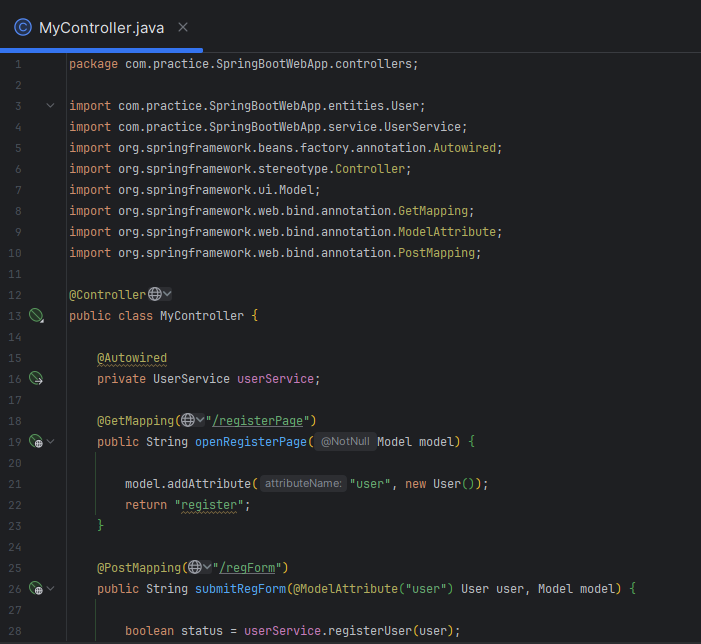 MyController.java
1 package com.practice.SpringBootWebApp.controllers;
2
3 import com.practice.SpringBootWebApp.entities.User;
4 import com.practice.SpringBootWebApp.service.UserService;
5 import org.springframework.beans.factory.annotation.Autowired;
6 import org.springframework.stereotype.Controller;
7 import org.springframework.ui.Model;
8 import org.springframework.web.bind.annotation.GetMapping;
9 import org.springframework.web.bind.annotation.ModelAttribute;
10 import org.springframework.web.bind.annotation.PostMapping;
11
12 @Controller
13 public class MyController {
14
15 @Autowired
16 private UserService userService;
17
18 @GetMapping("/registerPage")
19 public String openRegisterPage( @NotNull Model model) {
20
21 model.addAttribute( attributeName: "user", new User());
22 return "register";
23 }
24
25 @PostMapping("/regForm")
26 public String submitRegForm(@ModelAttribute("user") User user, Model model) {
27
28 boolean status = userService.registerUser(user);